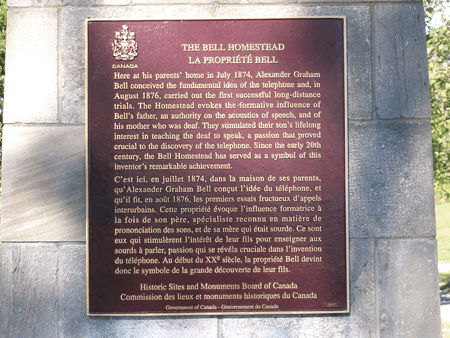 CANADA
THE BELL HOMESTEAD
LA PROPRIÉTÉ BELL
Here at his parents' home in July 1874, Alexander Graham
Bell conceived the fundamental idea of the telephone and, in
August 1876, carried out the first successful long-distance
trials. The Homestead evokes the formative influence of
Bell's father, an authority on the acoustics of speech, and of
his mother who was deaf. They stimulated their son's lifelong
interest in teaching the deaf to speak, a passion that proved
crucial to the discovery of the telephone. Since the early 20th
century, the Bell Homestead has served as a symbol of this
inventor's remarkable achievement.
C'est ici, en juillet 1874, dans la maison de ses parents,
qu'Alexander Graham Bell conçut l'idée du téléphone, et
qu'il fit, en août 1876, les premiers essais fructueux d'appels
interurbains. Cette propriété évoque l'influence formatrice à
la fois de son père, spécialiste reconnu en matière de
prononciation des sons, et de sa mère qui était sourde. Ce sont
eux qui stimulèrent l'intérêt de leur fils pour enseigner aux
sourds à parler, passion qui se révéla cruciale dans l'invention
du téléphone. Au début du XXe siècle, la propriété Bell devint
donc le symbole de la grande découverte de leur fils.
Historic Sites and Monuments Board of Canada
Commission des lieux et monuments historiques du Canada
Government of Canada - Gouvernement du Canada